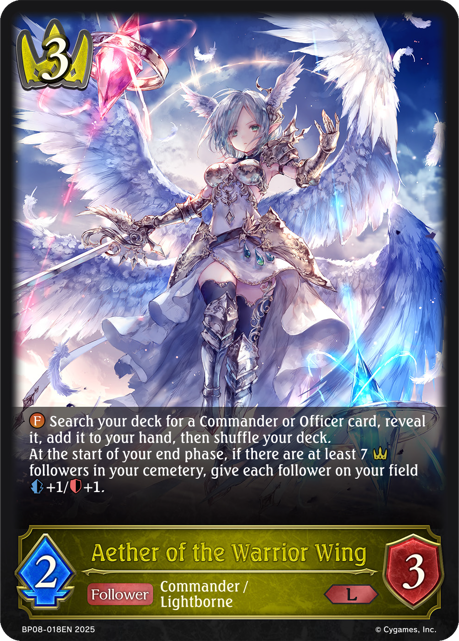 3
F Search your deck for a Commander or Officer card, reveal
it, add it to your hand, then shuffle your deck.
At the start of your end phase, if there are at least 7
followers in your cemetery, give each follower on your field
+1/+1.
Aether of the Warrior Wing
2
Follower
Commander /
Lightborne
L
3
BP08-018EN 2025
© Cygames, Inc.